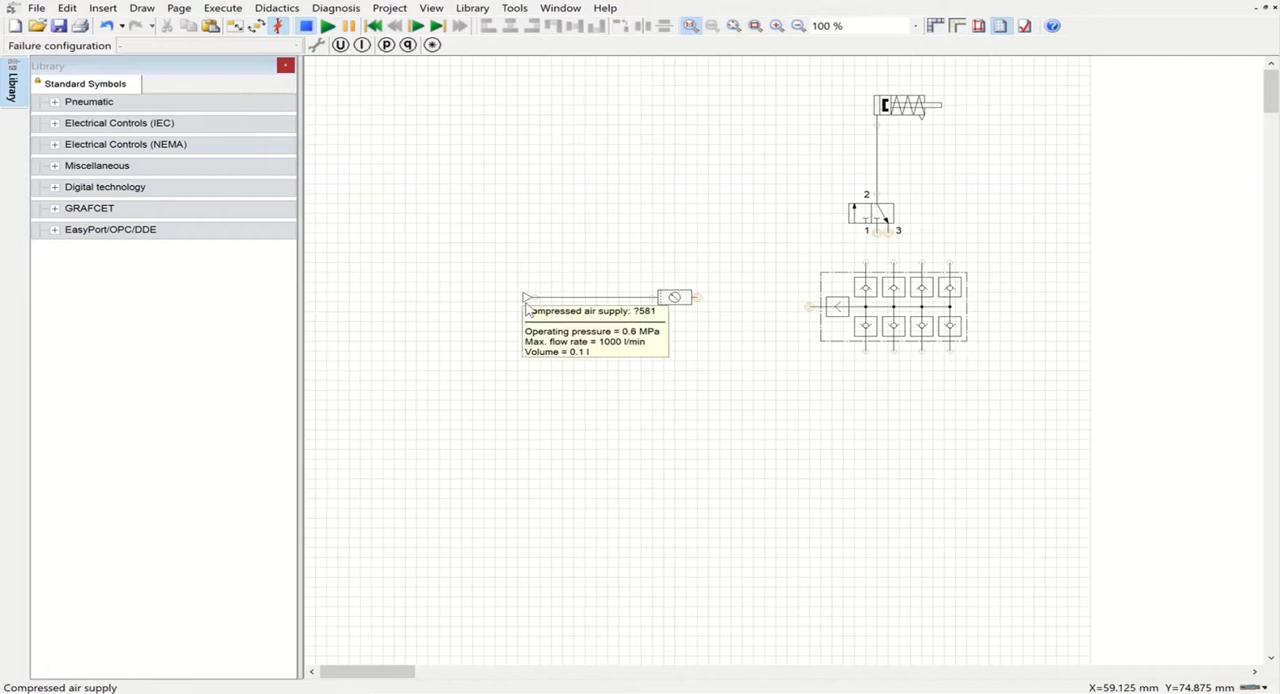 File Edit Insert Draw Page Execute Didactics Diagnosis Project View Library Tools Window Help
100 %
Failure configuration -
U I p q
Library
Library
Standard Symbols
Pneumatic
Electrical Controls (IEC)
Electrical Controls (NEMA)
Miscellaneous
Digital technology
GRAFCET
EasyPort/OPC/DDE
2
1 3
air supply: ?581
Operating pressure = 0.6 MPa
Max. flow rate = 1000 l/min
Volume = 0.1 l
Compressed air supply
X=59.125 mm Y=74.875 mm